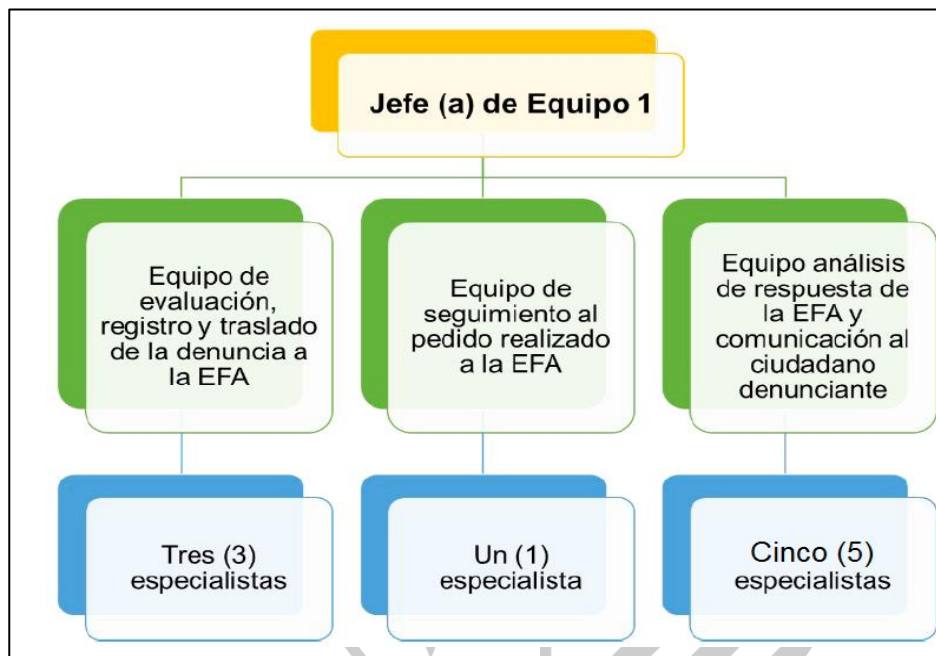 Jefe (a) de Equipo 1
Equipo de
evaluación,
registro y traslado
de la denuncia a
la EFA
Equipo de
seguimiento al
pedido realizado
a la EFA
Equipo análisis
de respuesta de
la EFA y
comunicación al
ciudadano
denunciante
Tres (3)
especialistas
Un (1)
especialista
Cinco (5)
especialistas